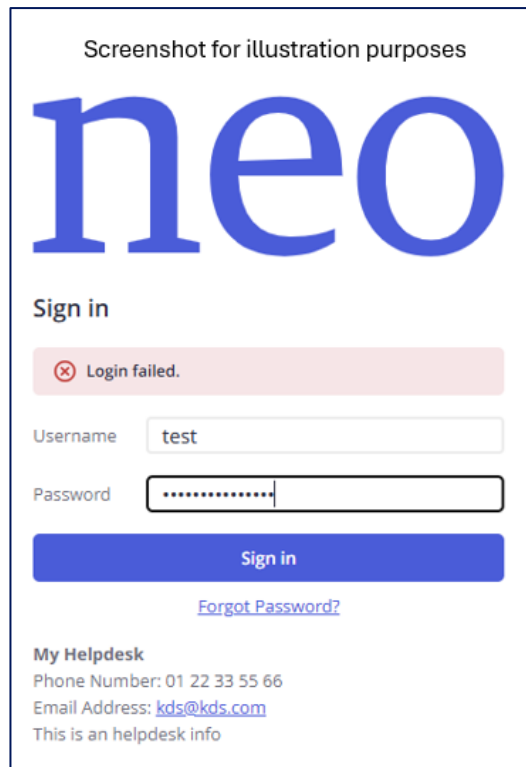 Screenshot for illustration purposes
neo
Sign in
Login failed.
Username test
Password •••••••••••••••
Sign in
Forgot Password?
My Helpdesk
Phone Number: 01 22 33 55 66
Email Address: kds@kds.com
This is an helpdesk info